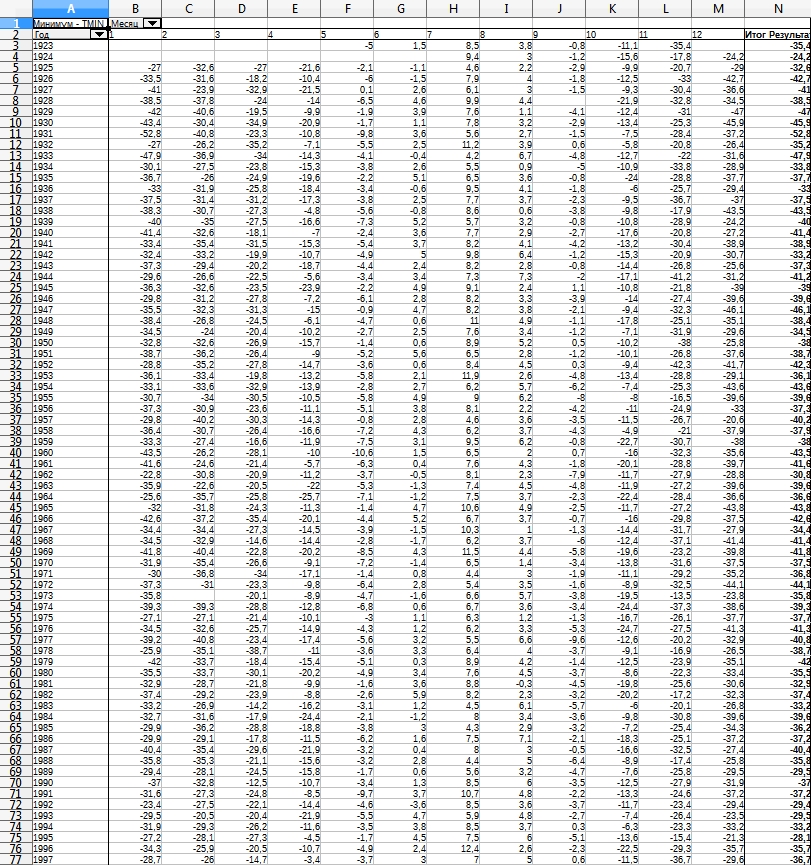 A B C D E F G H I J K L M N
1 Минимум - TMIN Месяц
2 Год 1 2 3 4 5 6 7 8 9 10 11 12 Итог Результа
3 1923 -5 1,5 8,5 3,8 -0,8 -11,1 -35,4 -35,4
4 1924 9,4 3 -1,2 -15,6 -17,8 -24,2 -24,2
5 1925 -27 -32,6 -27 -21,6 -2,1 -1,1 4,6 2,2 -2,9 -9,9 -20,7 -29 -32,6
6 1926 -33,5 -31,6 -18,2 -10,4 -6 -1,5 7,9 4 -1,8 -12,5 -33 -42,7 -42,7
7 1927 -41 -23,9 -32,9 -21,5 0,1 2,6 6,1 3 -1,5 -9,3 -30,4 -36,6 -41
8 1928 -38,5 -37,8 -24 -14 -6,5 4,6 9,9 4,4 -21,9 -32,8 -34,5 -38,5
9 1929 -42 -40,6 -19,5 -9,9 -1,9 3,9 7,6 1,1 -4,1 -12,4 -31 -47 -47
10 1930 -43,4 -30,4 -34,9 -20,9 -1,7 1,1 7,8 3,2 -2,9 -13,4 -25,3 -45,9 -45,9
11 1931 -52,8 -40,8 -23,3 -10,8 -9,8 3,6 5,6 2,7 -1,5 -7,5 -28,4 -37,2 -52,8
12 1932 -27 -26,2 -35,2 -7,1 -5,5 2,5 11,2 3,9 0,6 -5,8 -20,8 -26,4 -35,2
13 1933 -47,9 -36,9 -34 -14,3 -4,1 -0,4 4,2 6,7 -4,8 -12,7 -22 -31,6 -47,9
14 1934 -30,1 -27,5 -23,8 -15,3 -3,8 2,6 5,5 0,9 -5 -10,9 -33,8 -28,9 -33,8
15 1935 -36,7 -26 -24,9 -19,6 -2,2 5,1 6,5 3,6 -0,8 -24 -28,8 -37,7 -37,7
16 1936 -33 -31,9 -25,8 -18,4 -3,4 -0,6 9,5 4,1 -1,8 -6 -25,7 -29,4 -33
17 1937 -37,5 -31,4 -31,2 -17,3 -3,8 2,5 7,7 3,7 -2,3 -9,5 -36,7 -37 -37,5
18 1938 -38,3 -30,7 -27,3 -4,8 -5,6 -0,8 8,6 0,6 -3,8 -9,8 -17,9 -43,5 -43,5
19 1939 -40 -35 -27,5 -16,6 -7,3 5,2 5,7 3,2 -0,8 -10,8 -28,9 -24,2 -40
20 1940 -41,4 -32,6 -18,1 -7 -2,4 3,6 7,7 2,9 -2,7 -17,6 -20,8 -27,2 -41,4
21 1941 -33,4 -35,4 -31,5 -15,3 -5,4 3,7 8,2 4,1 -4,2 -13,2 -30,4 -38,9 -38,9
22 1942 -32,4 -33,2 -19,9 -10,7 -4,9 5 9,8 6,4 -1,2 -15,3 -20,9 -30,7 -33,2
23 1943 -37,3 -29,4 -20,2 -18,7 -4,4 2,4 8,2 2,8 -0,8 -14,4 -26,8 -25,6 -37,3
24 1944 -29,6 -26,6 -22,5 -5,6 -3,4 3,4 7,3 7,3 -2 -17,1 -41,2 -31,2 -41,2
25 1945 -36,3 -32,6 -23,5 -23,9 -2,2 4,9 9,1 2,4 1,1 -10,8 -21,8 -39 -39
26 1946 -29,8 -31,2 -27,8 -7,2 -6,1 2,8 8,2 3,3 -3,9 -14 -27,4 -39,6 -39,6
27 1947 -35,5 -32,3 -31,3 -15 -0,9 4,7 8,2 3,8 -2,1 -9,4 -32,3 -46,1 -46,1
28 1948 -38,4 -26,8 -24,5 -6,1 -4,7 0,6 11 4,9 -1,1 -17,8 -25,1 -35,1 -38,4
29 1949 -34,5 -24 -20,4 -10,2 -2,7 2,5 7,6 3,4 -1,2 -7,1 -31,9 -29,6 -34,5
30 1950 -32,8 -32,6 -26,9 -15,7 -1,4 0,6 8,9 5,2 0,5 -10,2 -38 -25,8 -38
31 1951 -38,7 -36,2 -26,4 -9 -5,2 5,6 6,5 2,8 -1,2 -10,1 -26,8 -37,6 -38,7
32 1952 -28,8 -35,2 -27,8 -14,7 -3,6 0,6 8,4 4,5 0,3 -9,4 -42,3 -41,7 -42,3
33 1953 -36,1 -33,4 -19,8 -13,2 -5,8 2,1 11,9 2,6 -4,8 -13,4 -28,8 -29,1 -36,1
34 1954 -33,1 -33,6 -32,9 -13,9 -2,8 2,7 6,2 5,7 -6,2 -7,4 -25,3 -43,6 -43,6
35 1955 -30,7 -34 -30,5 -10,5 -5,8 4,9 9 6,2 -8 -8 -16,5 -39,6 -39,6
36 1956 -37,3 -30,9 -23,6 -11,1 -5,1 3,8 8,1 2,2 -4,2 -11 -24,9 -33 -37,3
37 1957 -29,8 -40,2 -30,3 -14,3 -0,8 2,8 4,6 3,6 -3,5 -11,5 -26,7 -20,6 -40,2
38 1958 -36,4 -30,7 -26,4 -16,6 -7,2 4,3 6,2 3,7 -4,3 -4,9 -31,7 -37,9
39 1959 -33,3 -27,4 -16,6 -11,9 -7,5 3,1 9,5 6,2 -0,8 -22,7 -30,7 -38 -38
40 1960 -43,5 -26,2 -28,1 -10 -10,6 1,5 6,5 2 0,7 -16 -32,3 -35,6 -43,5
41 1961 -41,6 -24,6 -21,4 -5,7 -6,3 0,4 7,6 4,3 -1,8 -20,1 -28,8 -39,7 -41,6
42 1962 -22,8 -30,8 -20,9 -11,2 -3,7 -0,5 8,1 2,3 -7,9 -11,7 -27,9 -28,8 -30,8
43 1963 -35,9 -22,6 -20,5 -22 -5,3 -1,3 7,4 4,5 -4,8 -11,9 -27,2 -39,6 -39,6
44 1964 -25,6 -35,7 -25,8 -25,7 -7,1 -1,2 7,5 3,7 -2,3 -22,4 -28,4 -36,6 -36,6
45 1965 -32 -31,8 -24,3 -11,3 -1,4 4,7 10,6 4,9 -2,5 -11,7 -27,2 -43,8 -43,8
46 1966 -42,6 -37,2 -35,4 -20,1 -4,4 5,2 6,7 3,7 -0,7 -16 -29,8 -37,5 -42,6
47 1967 -34,4 -34,4 -27,3 -14,5 -3,9 -1,5 10,3 1 -1,3 -14,4 -31,7 -27,9 -34,4
48 1968 -34,5 -32,9 -14,6 -14,4 -2,8 -1,7 6,2 3,7 -6 -12,4 -37,1 -41,4 -41,4
49 1969 -41,8 -40,4 -22,8 -20,2 -8,5 4,3 11,5 4,4 -5,8 -19,6 -23,2 -39,8 -41,8
50 1970 -31,9 -35,4 -26,6 -9,1 -7,2 -1,4 6,5 1,4 -3,4 -13,8 -31,6 -37,5 -37,5
51 1971 -30 -36,8 -34 -17,1 -1,4 0,8 4,4 3 -1,9 -11,1 -29,2 -35,2 -36,8
52 1972 -37,3 -31 -23,3 -9,8 -6,4 2,8 5,4 3,5 -1,6 -8,9 -32,5 -44,1 -44,1
53 1973 -35,8 -20,1 -8,9 -4,7 -1,6 6,6 5,7 -3,8 -19,5 -13,5 -23,8 -35,8
54 1974 -39,3 -39,3 -28,8 -12,8 -6,8 0,6 6,7 3,6 -3,4 -24,4 -37,3 -38,6 -39,3
55 1975 -27,1 -27,1 -21,4 -10,1 -3 1,1 6,3 1,2 -1,3 -16,7 -26,1 -37,7 -37,7
56 1976 -34,5 -32,6 -25,7 -14,9 -4,3 1,2 6,2 3,3 -5,3 -24,7 -27,5 -41,3 -41,3
57 1977 -39,2 -40,8 -23,4 -17,4 -5,6 3,2 5,5 6,6 -9,6 -12,6 -20,2 -32,9 -40,8
58 1978 -25,9 -35,1 -38,7 -11 -3,6 3,3 6,4 4 -3,7 -9,1 -16,9 -26,5 -38,7
59 1979 -42 -33,7 -18,4 -15,4 -5,1 0,3 8,9 4,2 -1,4 -12,5 -23,9 -35,1 -42
60 1980 -35,5 -33,7 -30,1 -20,2 -4,9 3,4 7,6 4,5 -3,7 -8,6 -22,3 -33,4 -35,5
61 1981 -32,9 -28,7 -21,8 -9,9 -1,6 3,6 8,8 -0,3 -4,5 -19,8 -25,6 -30,6 -32,9
62 1982 -37,4 -29,2 -23,9 -8,8 -2,6 5,9 8,2 2,3 -3,2 -20,2 -17,2 -32,3 -37,4
63 1983 -33,2 -26,9 -14,2 -16,2 -3,1 1,2 4,5 6,1 -5,7 -6 -20,1 -26,8 -33,2
64 1984 -32,7 -31,6 -17,9 -24,4 -2,1 -1,2 8 3,4 -3,6 -9,8 -30,8 -39,6 -39,6
65 1985 -29,9 -36,2 -28,8 -18,8 -3,8 3 4,3 2,9 -3,2 -7,2 -25,4 -34,3 -36,2
66 1986 -29,9 -29,1 -17,8 -11,5 -6,2 1,6 7,5 7,1 -2,1 -18,3 -25,1 -37,2 -37,2
67 1987 -40,4 -35,4 -29,6 -21,9 -3,2 0,4 8 3 -0,5 -16,6 -32,5 -27,4 -40,4
68 1988 -35,8 -35,3 -21,1 -15,6 -3,2 2,8 4,4 5 -6,4 -8,9 -17,4 -25,8 -35,8
69 1989 -29,4 -28,1 -24,5 -15,8 -1,7 0,6 5,6 3,2 -4,7 -7,6 -25,8 -29,5 -29,5
70 1990 -37 -32,8 -12,5 -10,7 -3,4 1,3 8,5 6 -3,5 -12,5 -27,9 -31,9 -37
71 1991 -31,6 -27,3 -24,8 -8,5 -9,7 3,7 10,7 4,8 -2,2 -13,3 -24,6 -37,2 -37,2
72 1992 -23,4 -27,5 -22,1 -14,4 -4,6 -3,6 8,5 3,6 -3,7 -11,7 -23,4 -29,4 -29,4
73 1993 -29,5 -20,5 -20,4 -21,9 -5,5 4,7 5,9 4,8 -2,7 -7,4 -26,4 -23,5 -29,5
74 1994 -31,9 -29,3 -26,2 -11,6 -3,5 3,8 8,5 3,7 0,3 -6,3 -23,3 -33,2 -33,2
75 1995 -27,2 -28,1 -27,3 -4,5 -1,7 4,5 7,5 6 -5,1 -13,6 -15,4 -21,3 -28,1
76 1996 -34,3 -25,9 -20,5 -10,7 -4,9 2,4 12,4 2,6 -2,3 -22,5 -29,3 -35,7 -35,7
77 1997 -28,7 -26 -14,7 -3,4 -3,7 3 7 5 0,6 -11,5 -36,7 -29,6 -36,7